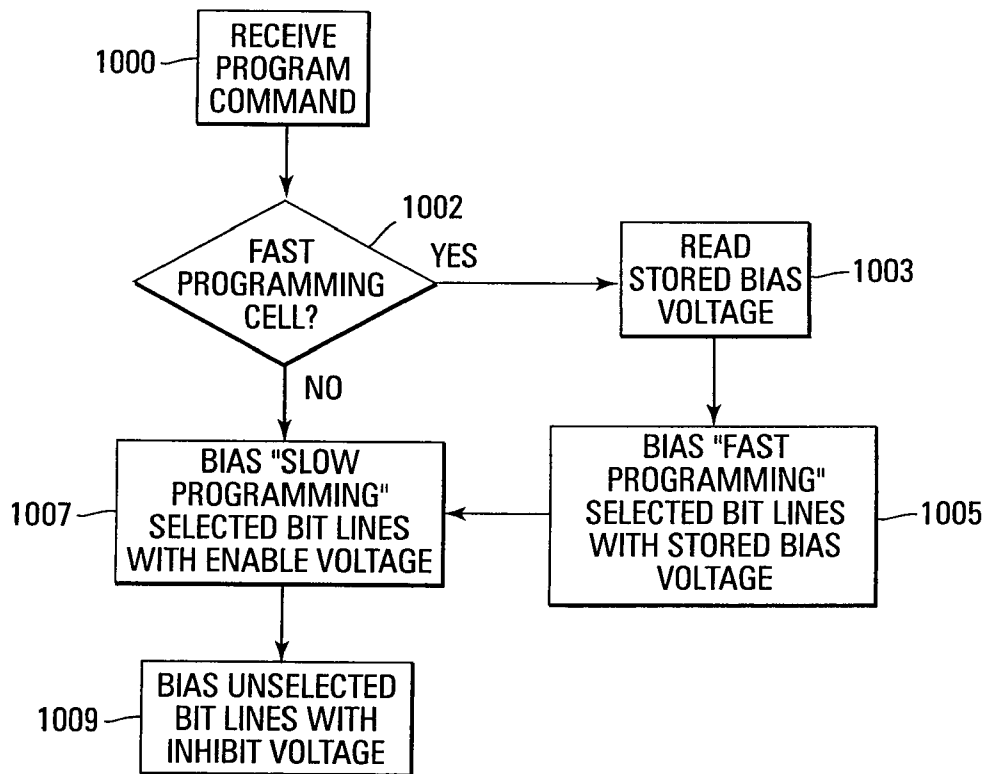 RECEIVE
PROGRAM
COMMAND
1000
1002
FAST
PROGRAMMING
CELL?
YES
NO
READ
STORED BIAS
VOLTAGE
1003
BIAS "FAST
PROGRAMMING"
SELECTED BIT LINES
WITH STORED BIAS
VOLTAGE
1005
BIAS "SLOW
PROGRAMMING"
SELECTED BIT LINES
WITH ENABLE VOLTAGE
1007
BIAS UNSELECTED
BIT LINES WITH
INHIBIT VOLTAGE
1009